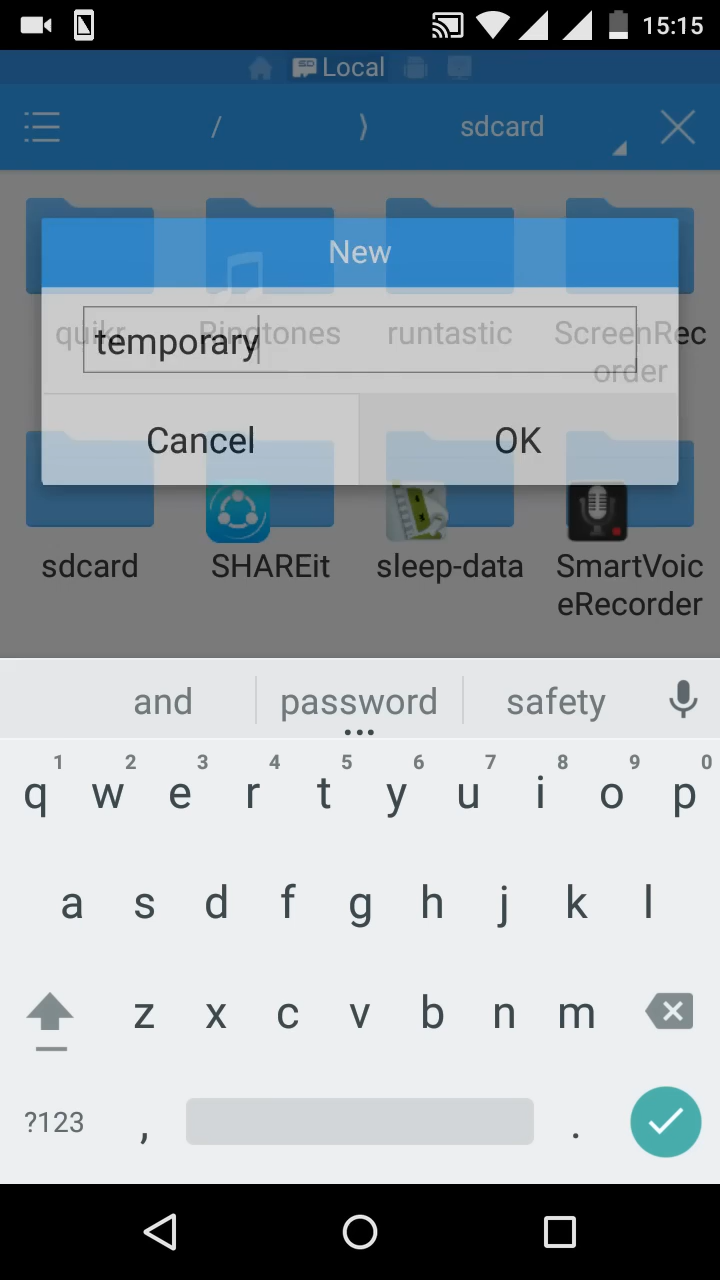 15:15
SD Local
/ ⟩ sdcard
New
quikr Ringtones runtastic ScreenRec
order
temporary
Cancel OK
sdcard SHAREit sleep-data SmartVoic
eRecorder
and password safety
1 2 3 4 5 6 7 8 9 0
q w e r t y u i o p
a s d f g h j k l
z x c v b n m
?123 , .